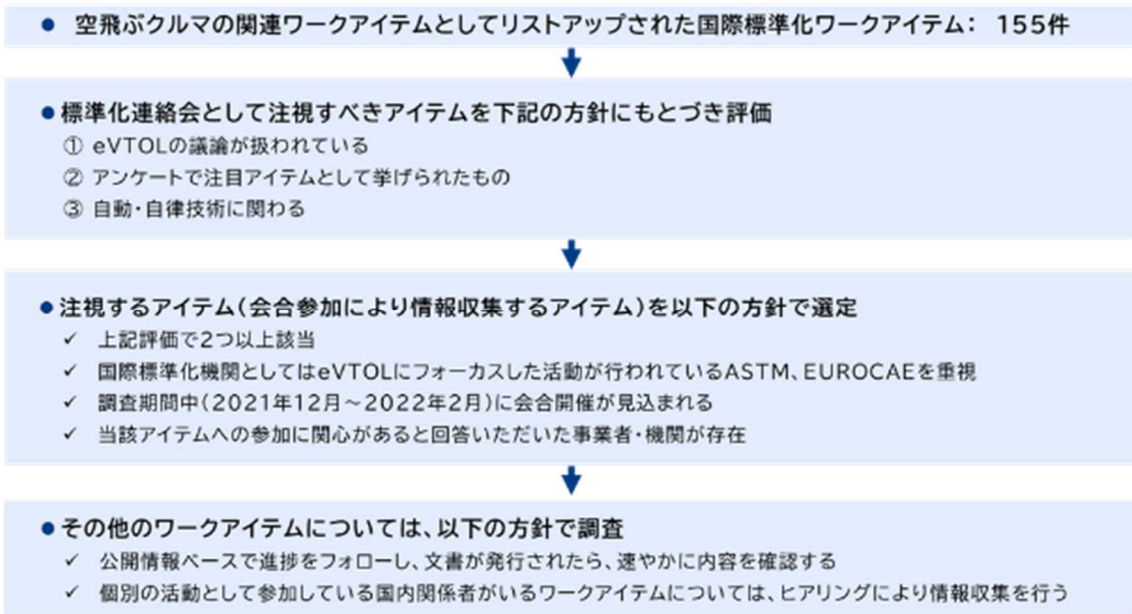 ● 空飛ぶクルマの関連ワークアイテムとしてリストアップされた国際標準化ワークアイテム： 155件
● 標準化連絡会として注視すべきアイテムを下記の方針にもとづき評価
① eVTOLの議論が扱われている
② アンケートで注目アイテムとして挙げられたもの
③ 自動・自律技術に関わる
● 注視するアイテム（会合参加により情報収集するアイテム）を以下の方針で選定
✓ 上記評価で2つ以上該当
✓ 国際標準化機関としてはeVTOLにフォーカスした活動が行われているASTM、EUROCAEを重視
✓ 調査期間中（2021年12月～2022年2月）に会合開催が見込まれる
✓ 当該アイテムへの参加に関心があると回答いただいた事業者・機関が存在
● その他のワークアイテムについては、以下の方針で調査
✓ 公開情報ベースで進捗をフォローし、文書が発行されたら、速やかに内容を確認する
✓ 個別の活動として参加している国内関係者がいるワークアイテムについては、ヒアリングにより情報収集を行う